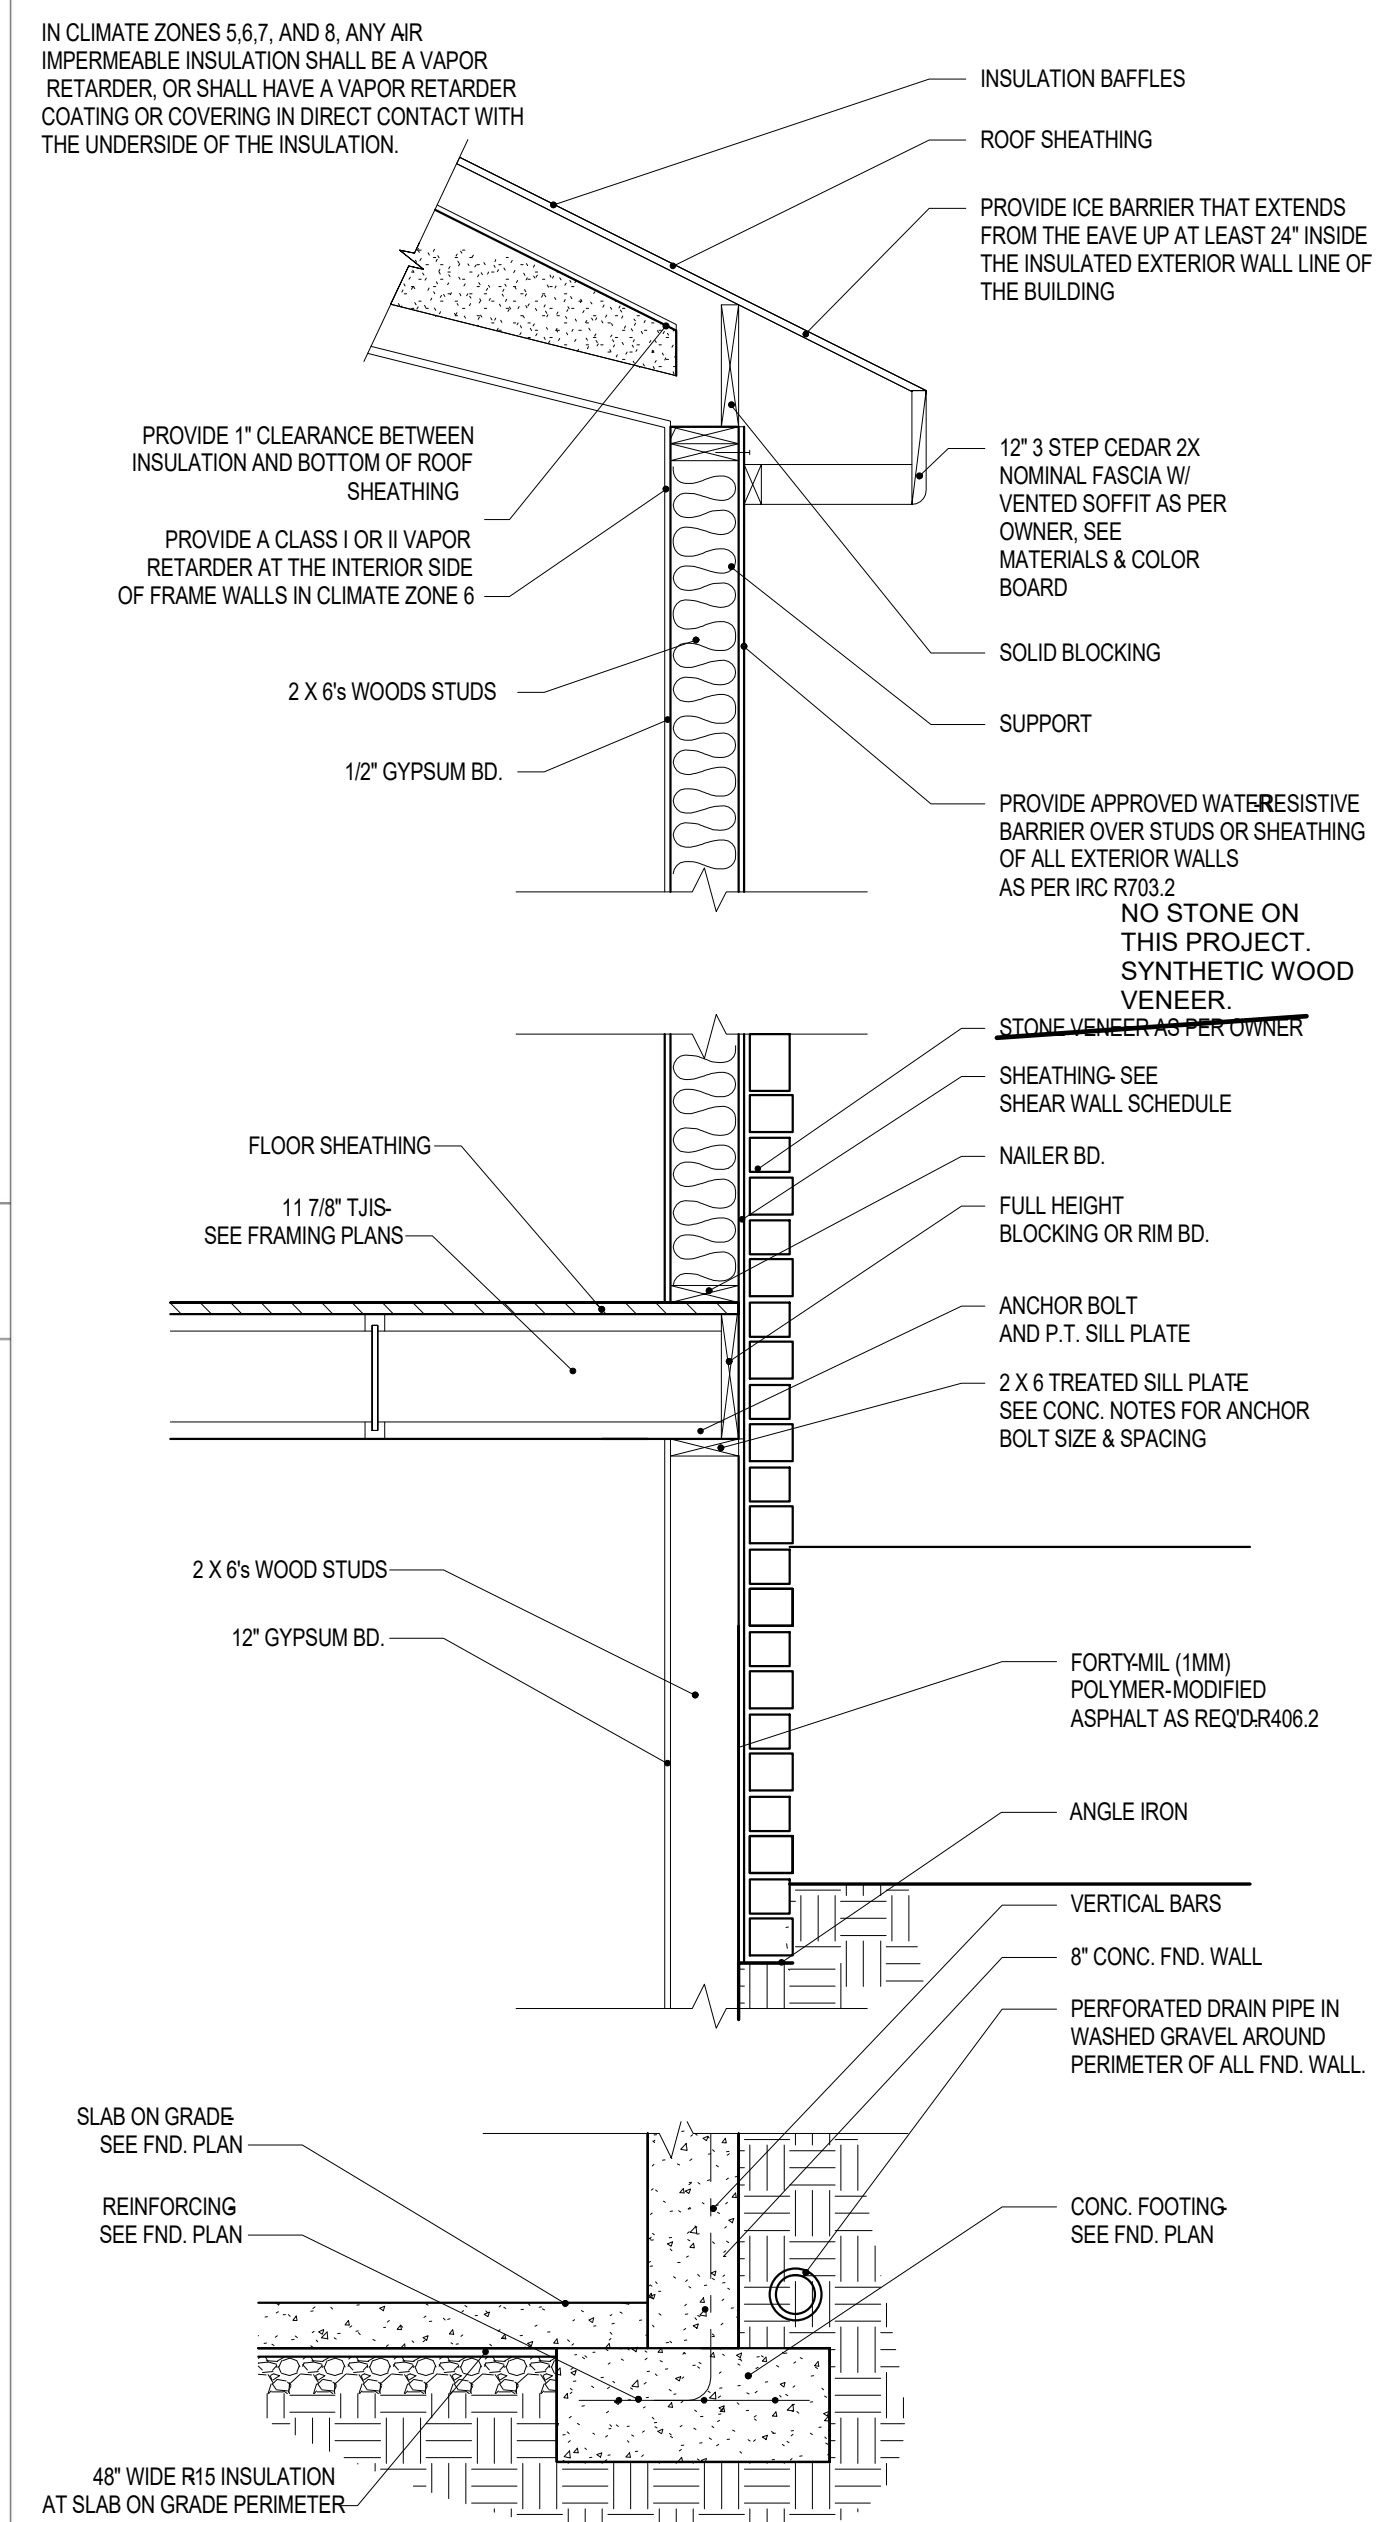 IN CLIMATE ZONES 5,6,7, AND 8, ANY AIR
IMPERMEABLE INSULATION SHALL BE A VAPOR
RETARDER, OR SHALL HAVE A VAPOR RETARDER
COATING OR COVERING IN DIRECT CONTACT WITH
THE UNDERSIDE OF THE INSULATION.
INSULATION BAFFLES
ROOF SHEATHING
PROVIDE ICE BARRIER THAT EXTENDS
FROM THE EAVE UP AT LEAST 24" INSIDE
THE INSULATED EXTERIOR WALL LINE OF
THE BUILDING
PROVIDE 1" CLEARANCE BETWEEN
INSULATION AND BOTTOM OF ROOF
SHEATHING
PROVIDE A CLASS I OR II VAPOR
RETARDER AT THE INTERIOR SIDE
OF FRAME WALLS IN CLIMATE ZONE 6
12" 3 STEP CEDAR 2X
NOMINAL FASCIA W/
VENTED SOFFIT AS PER
OWNER, SEE
MATERIALS & COLOR
BOARD
SOLID BLOCKING
2 X 6's WOODS STUDS
SUPPORT
1/2" GYPSUM BD.
PROVIDE APPROVED WATER-RESISTIVE
BARRIER OVER STUDS OR SHEATHING
OF ALL EXTERIOR WALLS
AS PER IRC R703.2
NO STONE ON
THIS PROJECT.
SYNTHETIC WOOD
VENEER.
STONE VENEER AS PER OWNER
SHEATHING- SEE
SHEAR WALL SCHEDULE
FLOOR SHEATHING
NAILER BD.
11 7/8" TJIS-
SEE FRAMING PLANS
FULL HEIGHT
BLOCKING OR RIM BD.
ANCHOR BOLT
AND P.T. SILL PLATE
2 X 6 TREATED SILL PLATE-
SEE CONC. NOTES FOR ANCHOR
BOLT SIZE & SPACING
2 X 6's WOOD STUDS
12" GYPSUM BD.
FORTY-MIL (1MM)
POLYMER-MODIFIED
ASPHALT AS REQ'D-R406.2
ANGLE IRON
VERTICAL BARS
8" CONC. FND. WALL
PERFORATED DRAIN PIPE IN
WASHED GRAVEL AROUND
PERIMETER OF ALL FND. WALL.
SLAB ON GRADE-
SEE FND. PLAN
REINFORCING-
SEE FND. PLAN
CONC. FOOTING-
SEE FND. PLAN
48" WIDE R-15 INSULATION
AT SLAB ON GRADE PERIMETER